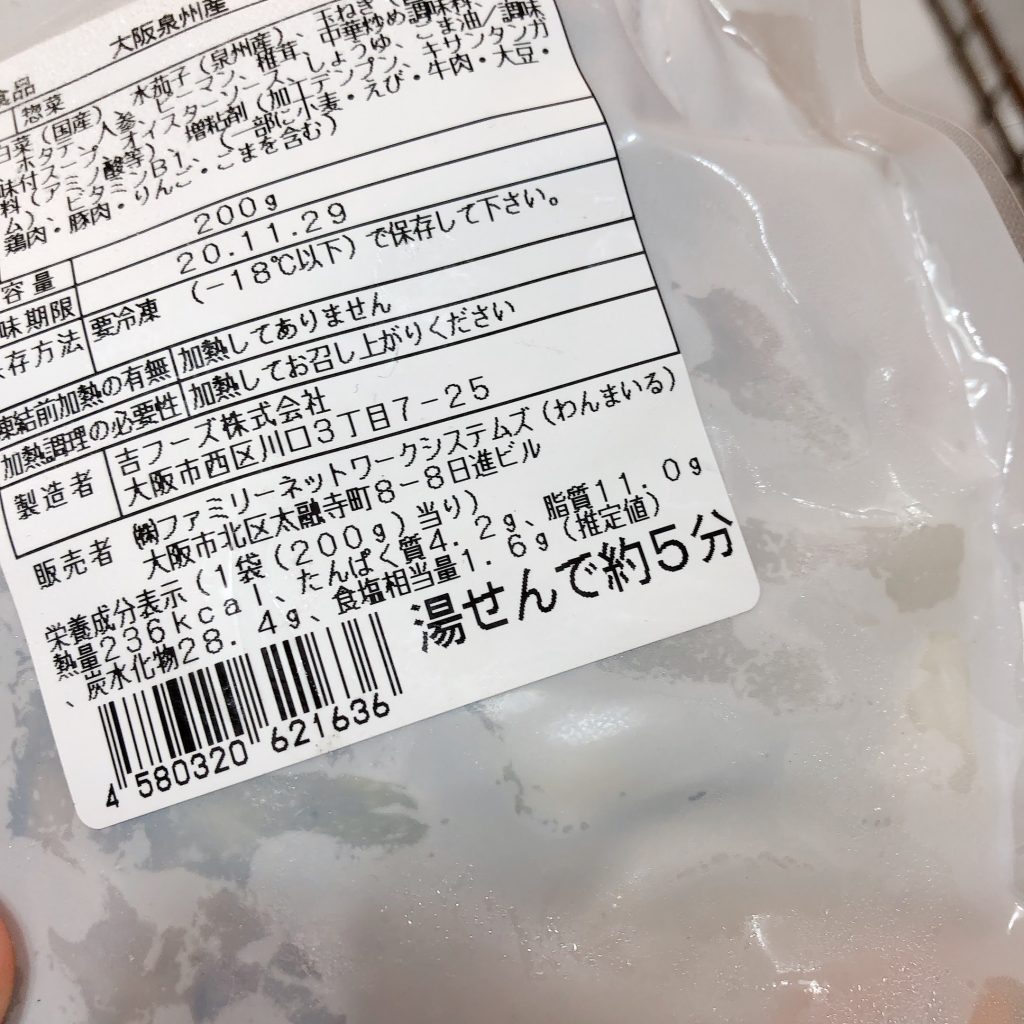 大阪泉州産
食品
惣菜
白菜(国産)、水茄子(泉州産)、玉ねぎ、
ホタテ、人参、ピーマン、椎茸、中華炒め調味料、
味付スープ、オイスターソース、しょうゆ、ごま油/調味
料(アミノ酸等)、増粘剤(加工デンプン、キサンタンガ
ム)、ビタミンB1、(一部に小麦・えび・牛肉・大豆・
鶏肉・豚肉・りんご・ごまを含む)
容量 200g
味期限 20.11.29
存方法 要冷凍 (-18℃以下)で保存して下さい。
凍結前加熱の有無 加熱してありません
加熱調理の必要性 加熱してお召し上がりください
製造者 吉フーズ株式会社
大阪市西区川口3丁目7-25
販売者 ㈱ファミリーネットワークシステムズ(わんまいる)
大阪市北区太融寺町8-8日進ビル
栄養成分表示(1袋(200g)当り)
熱量236kcal、たんぱく質4.2g、脂質11.0g
、炭水化物28.4g、食塩相当量1.6g(推定値)
湯せんで約5分
4 580320 621636